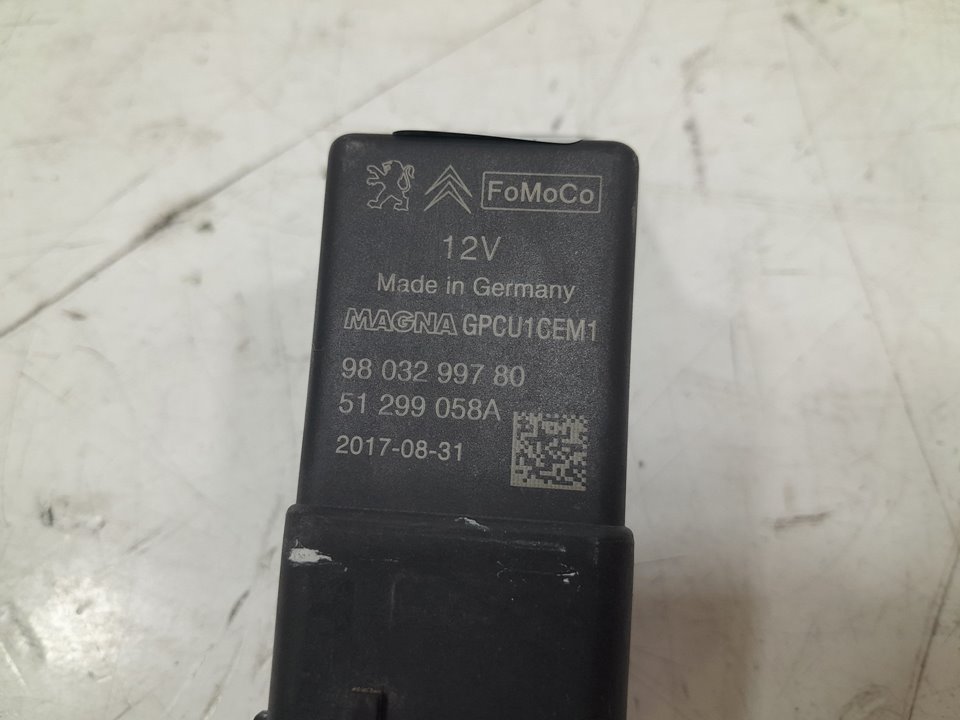 FoMoCo
12V
Made in Germany
MAGNA GPCU1CEM1
98 032 997 80
51 299 058A
2017-08-31